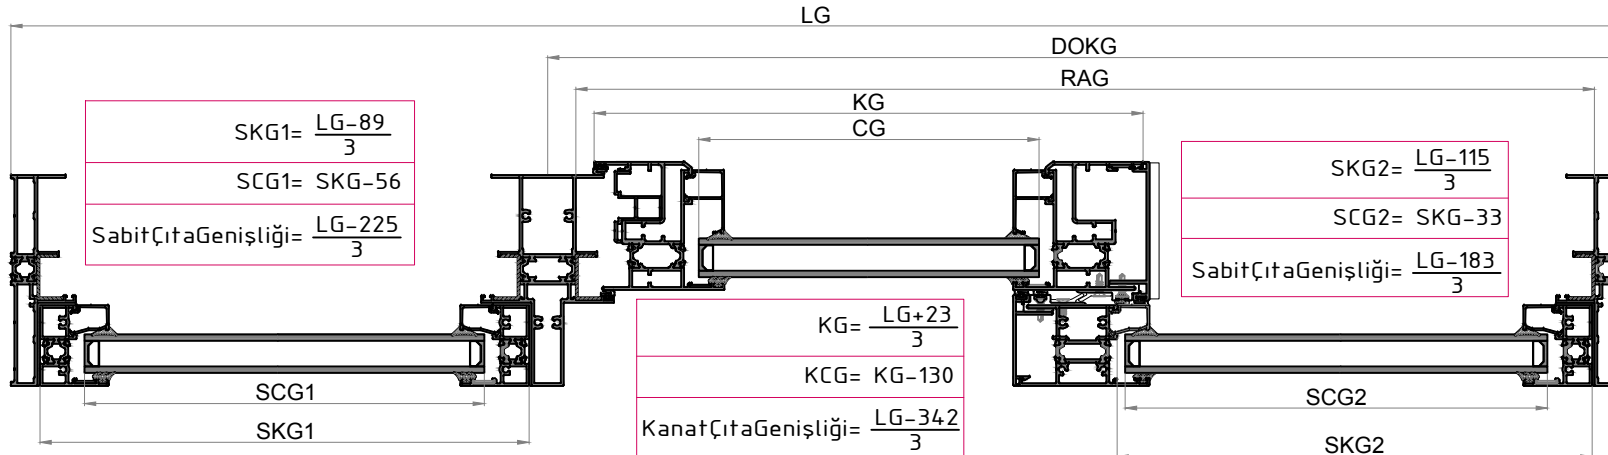 LG
DOKG
RAG
KG
CG
SKG1= LG-89
3
SCG1= SKG-56
SabitÇıtaGenişliği= LG-225
3
SKG2= LG-115
3
SCG2= SKG-33
SabitÇıtaGenişliği= LG-183
3
KG= LG+23
3
KCG= KG-130
KanatÇıtaGenişliği= LG-342
3
SCG1
SKG1
SCG2
SKG2